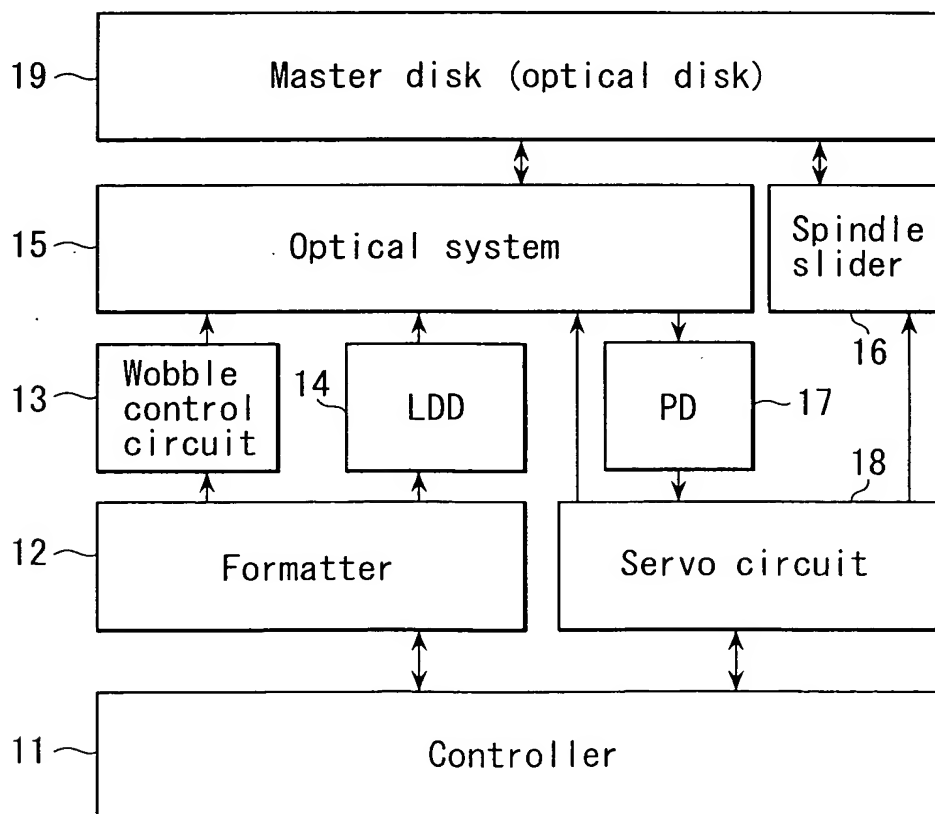 19
Master disk (optical disk)
15
Optical system
Spindle
slider
16
13
Wobble
control
circuit
14
LDD
PD
17
18
12
Formatter
Servo circuit
11
Controller